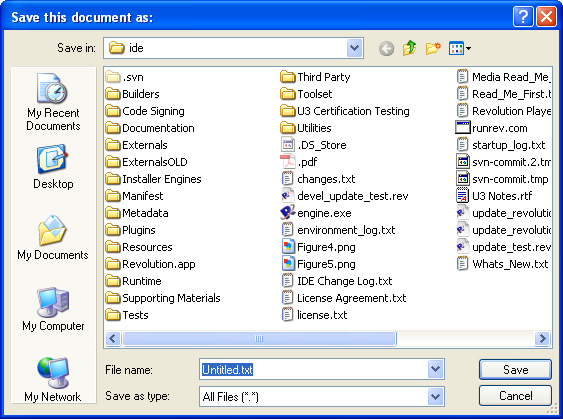 Save this document as:
Save in:
ide
My Recent
Documents
Desktop
My Documents
My Computer
My Network
.svn
Builders
Code Signing
Documentation
Externals
ExternalsOLD
Installer Engines
Manifest
Metadata
Plugins
Resources
Revolution.app
Runtime
Supporting Materials
Tests
Third Party
Toolset
U3 Certification Testing
Utilities
.DS_Store
.pdf
changes.txt
devel_update_test.rev
engine.exe
environment_log.txt
Figure4.png
Figure5.png
IDE Change Log.txt
License Agreement.txt
license.txt
Media Read_Me_
Read_Me_First.t
Revolution Playe
runrev.com
startup_log.txt
svn-commit.2.tm
svn-commit.tmp
U3 Notes.rtf
update_revolutio
update_revolutio
update_test.rev
Whats_New.txt
File name:
Untitled.txt
Save
Save as type:
All Files (*.*)
Cancel